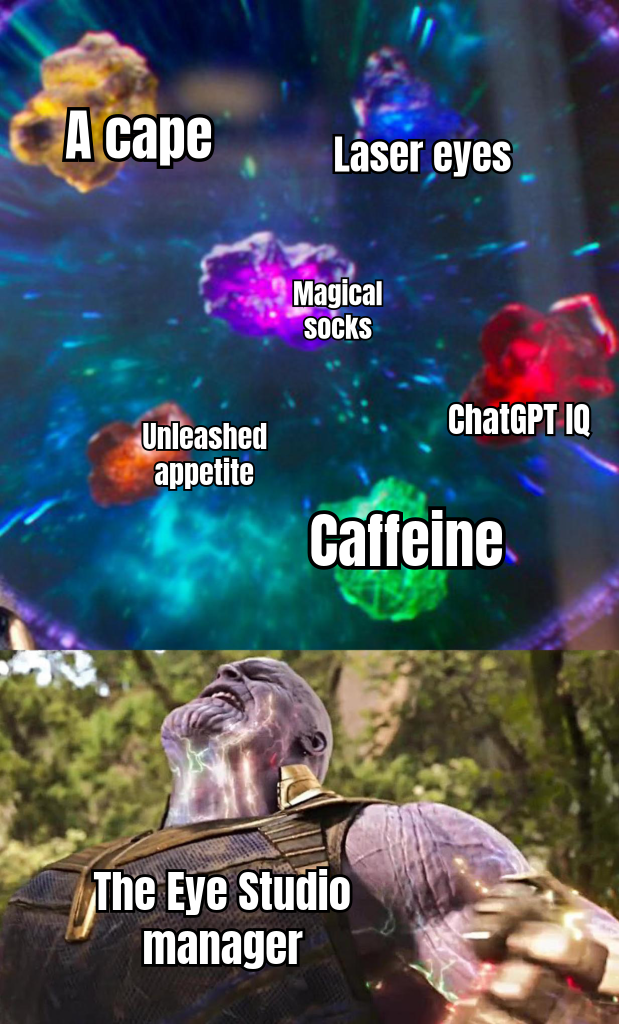 A cape
Laser eyes
Magical
socks
ChatGPT IQ
Unleashed
appetite
Caffeine
The Eye Studio
manager